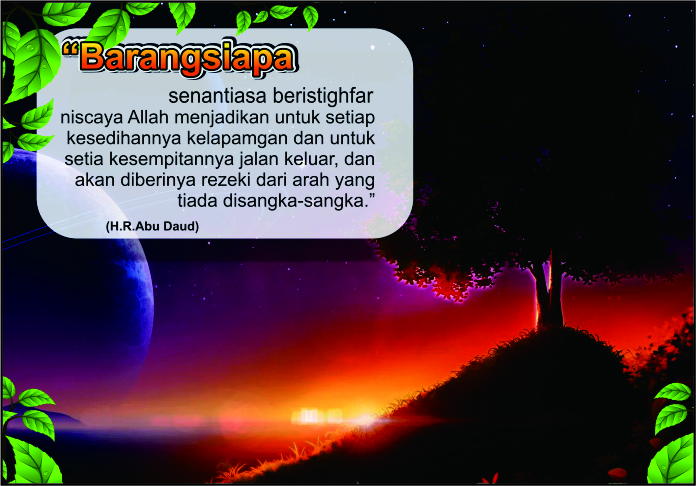 “Barangsiapa
senantiasa beristighfar
niscaya Allah menjadikan untuk setiap
kesedihannya kelapamgan dan untuk
setia kesempitannya jalan keluar, dan
akan diberinya rezeki dari arah yang
tiada disangka-sangka.”
(H.R.Abu Daud)